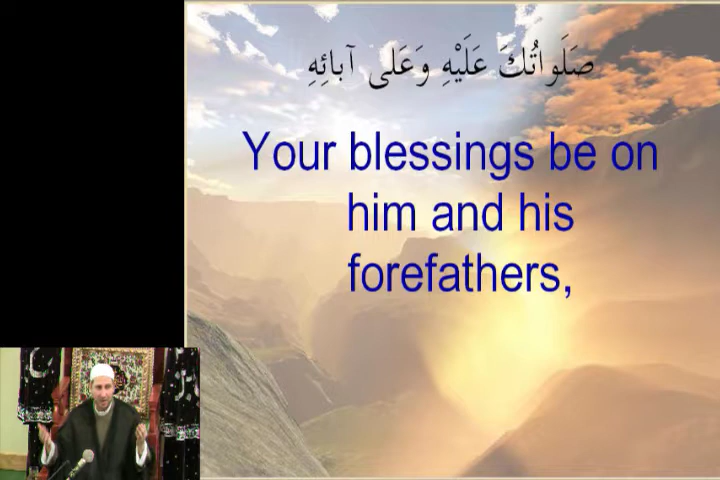 صَلَواتُكَ عَلَيْهِ وَعَلى آبائِهِ
Your blessings be on
him and his
forefathers,